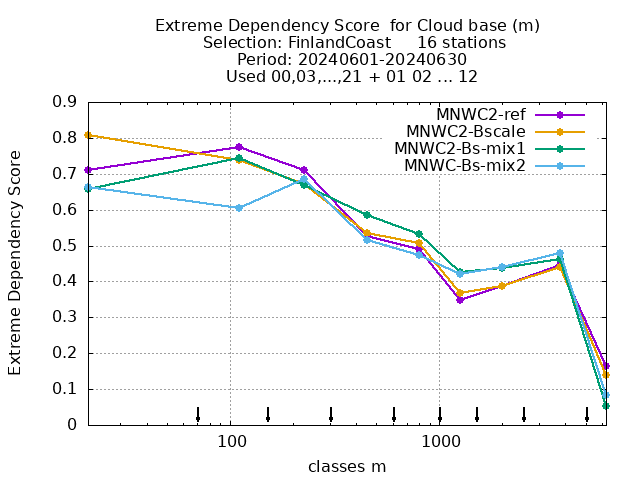 Extreme Dependency Score  for Cloud base (m)
Selection: FinlandCoast     16 stations
Period: 20240601-20240630
Used 00,03,...,21 + 01 02 ... 12
MNWC2-ref
MNWC2-Bscale
MNWC2-Bs-mix1
MNWC-Bs-mix2
Extreme Dependency Score
0.9
0.8
0.7
0.6
0.5
0.4
0.3
0.2
0.1
0
100
1000
classes m